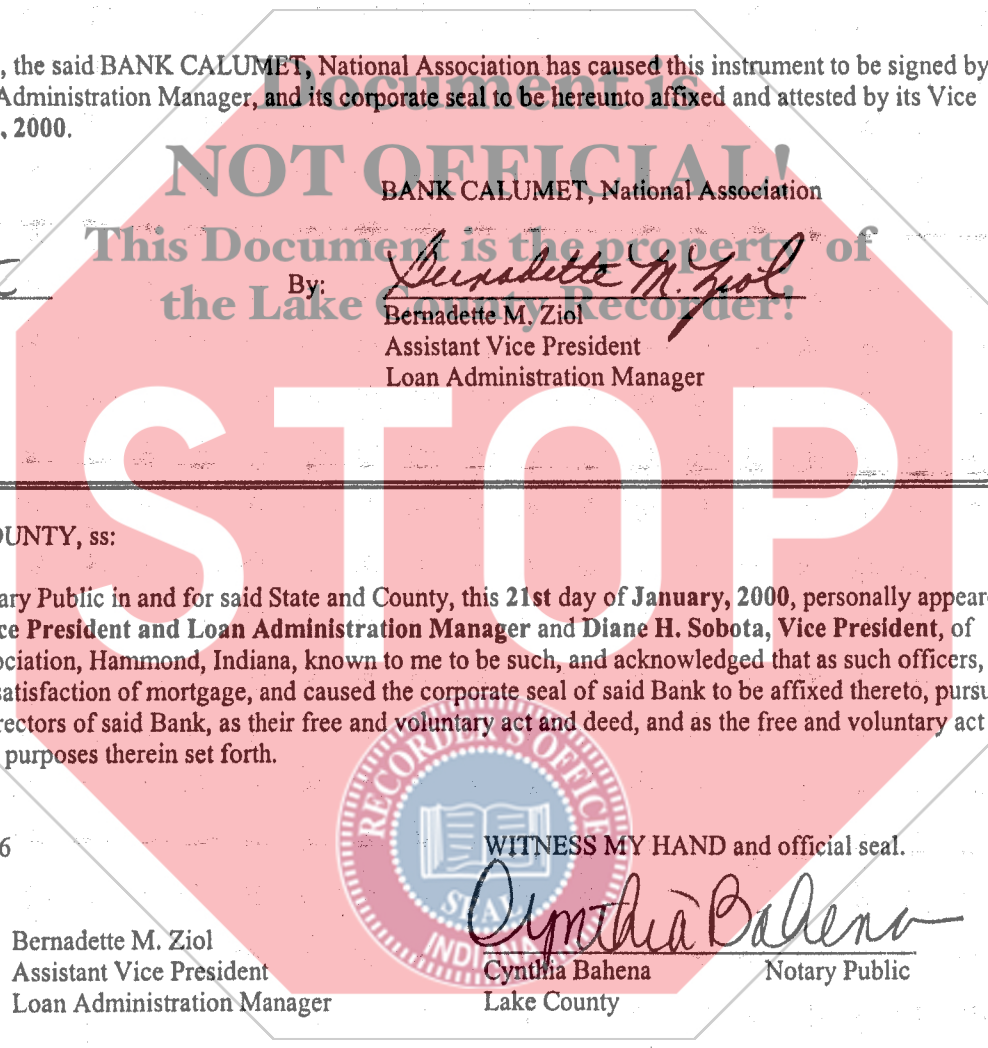 , the said BANK CALUMET, National Association has caused this instrument to be signed by
Administration Manager, and its corporate seal to be hereunto affixed and attested by its Vice
, 2000.
Document is
NOT OFFICIAL!
This Document is the property of
the Lake County Recorder!
STOP
BANK CALUMET, National Association
By: Bernadette M. Ziol
Bernadette M. Ziol
Assistant Vice President
Loan Administration Manager
OUNTY, ss:
ary Public in and for said State and County, this 21st day of January, 2000, personally appear
ce President and Loan Administration Manager and Diane H. Sobota, Vice President, of
ociation, Hammond, Indiana, known to me to be such, and acknowledged that as such officers,
satisfaction of mortgage, and caused the corporate seal of said Bank to be affixed thereto, pursu
rectors of said Bank, as their free and voluntary act and deed, and as the free and voluntary act
purposes therein set forth.
RECORDER'S OFFICE
SEAL
INDIANA
6
WITNESS MY HAND and official seal.
Cynthia Bahena
Bernadette M. Ziol
Assistant Vice President
Loan Administration Manager
Cynthia Bahena Notary Public
Lake County